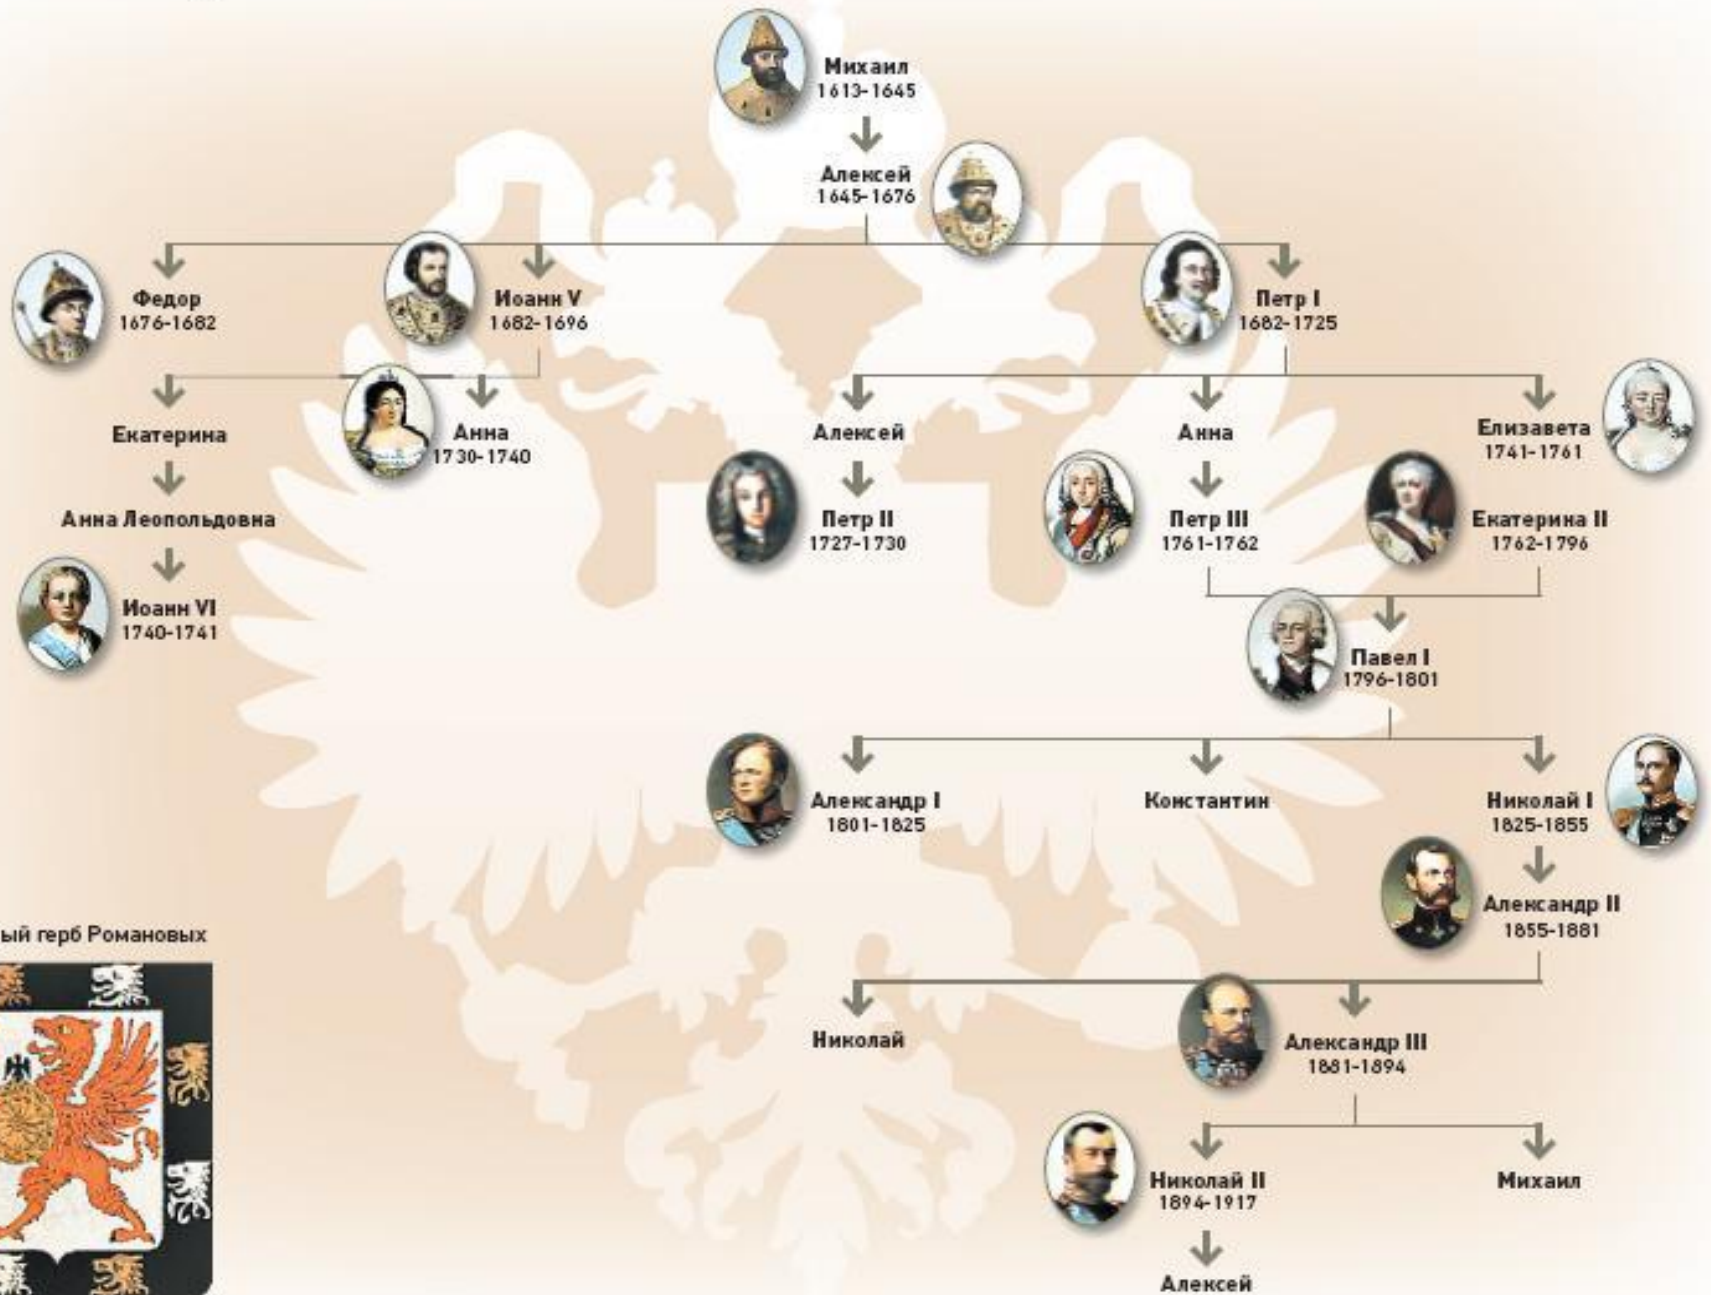 Михаил
1613-1645
Алексей
1645-1676
Федор
1676-1682
Иоанн V
1682-1696
Петр I
1682-1725
Екатерина
Анна
1730-1740
Алексей
Анна
Елизавета
1741-1761
Анна Леопольдовна
Петр II
1727-1730
Петр III
1761-1762
Екатерина II
1762-1796
Иоанн VI
1740-1741
Павел I
1796-1801
Александр I
1801-1825
Константин
Николай I
1825-1855
Александр II
1855-1881
ый герб Романовых
Николай
Александр III
1881-1894
Николай II
1894-1917
Михаил
Алексей